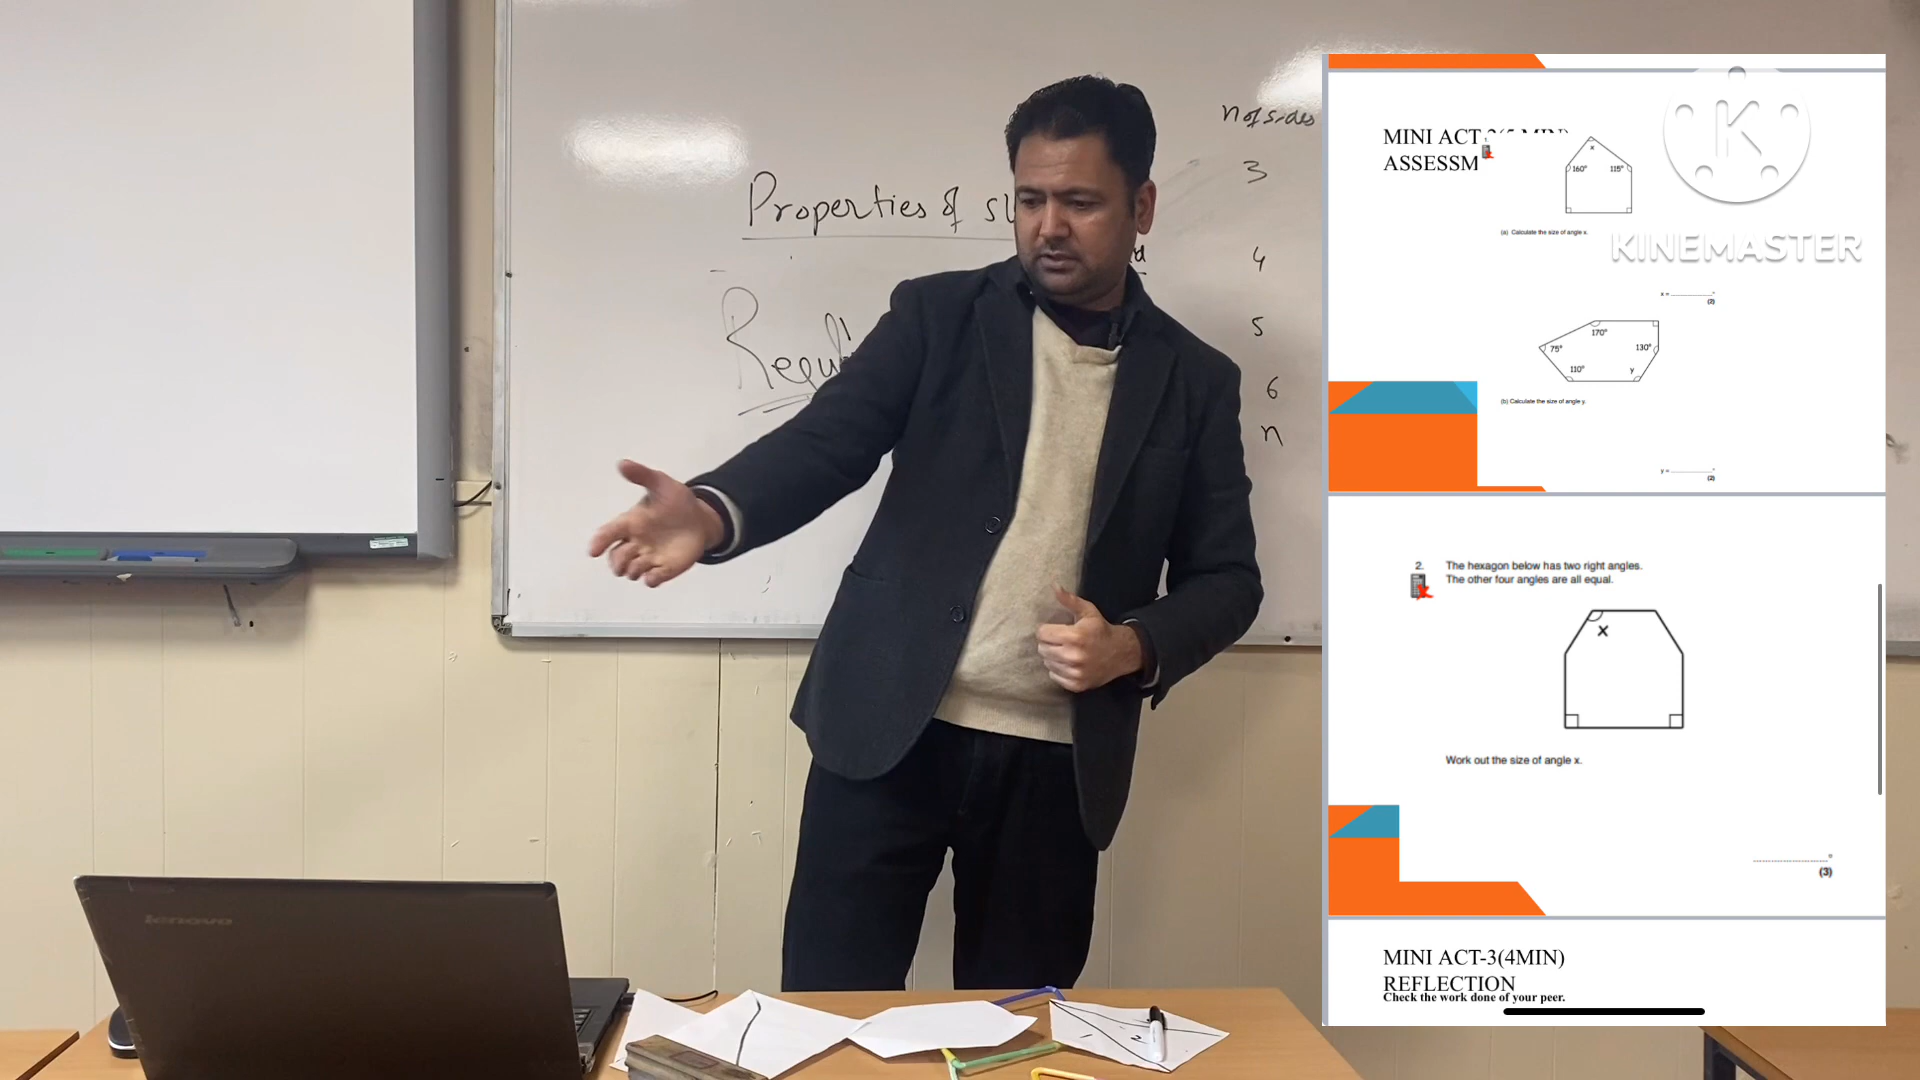 Properties of
Regul
n of sides
3
4
5
6
n
lenovo
MINI ACT
ASSESSM
x
160°
115°
(a) Calculate the size of angle x.
x = ..................°
(2)
170°
75°
130°
110°
y
(b) Calculate the size of angle y.
y = ..................°
(2)
KINEMASTER
2. The hexagon below has two right angles.
The other four angles are all equal.
x
Work out the size of angle x.
..............................°
(3)
MINI ACT-3(4MIN)
REFLECTION
Check the work done of your peer.
1
2